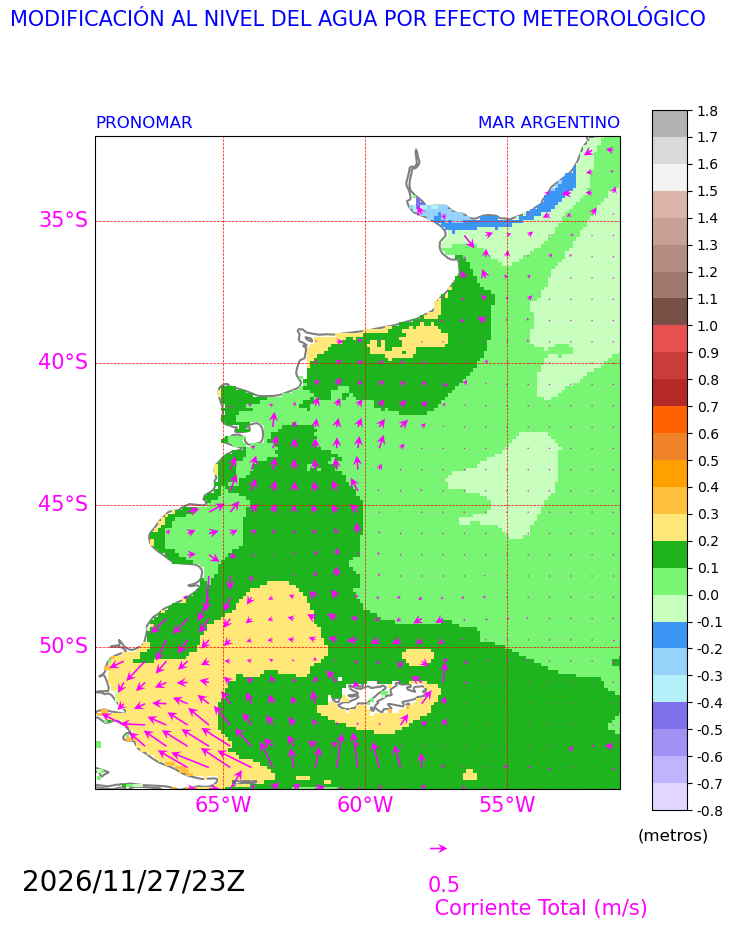 MODIFICACIÓN AL NIVEL DEL AGUA POR EFECTO METEOROLÓGICO
PRONOMAR MAR ARGENTINO
35°S
40°S
45°S
50°S
65°W 60°W 55°W
1.8
1.7
1.6
1.5
1.4
1.3
1.2
1.1
1.0
0.9
0.8
0.7
0.6
0.5
0.4
0.3
0.2
0.1
0.0
-0.1
-0.2
-0.3
-0.4
-0.5
-0.6
-0.7
-0.8
(metros)
2026/11/27/23Z
0.5
Corriente Total (m/s)